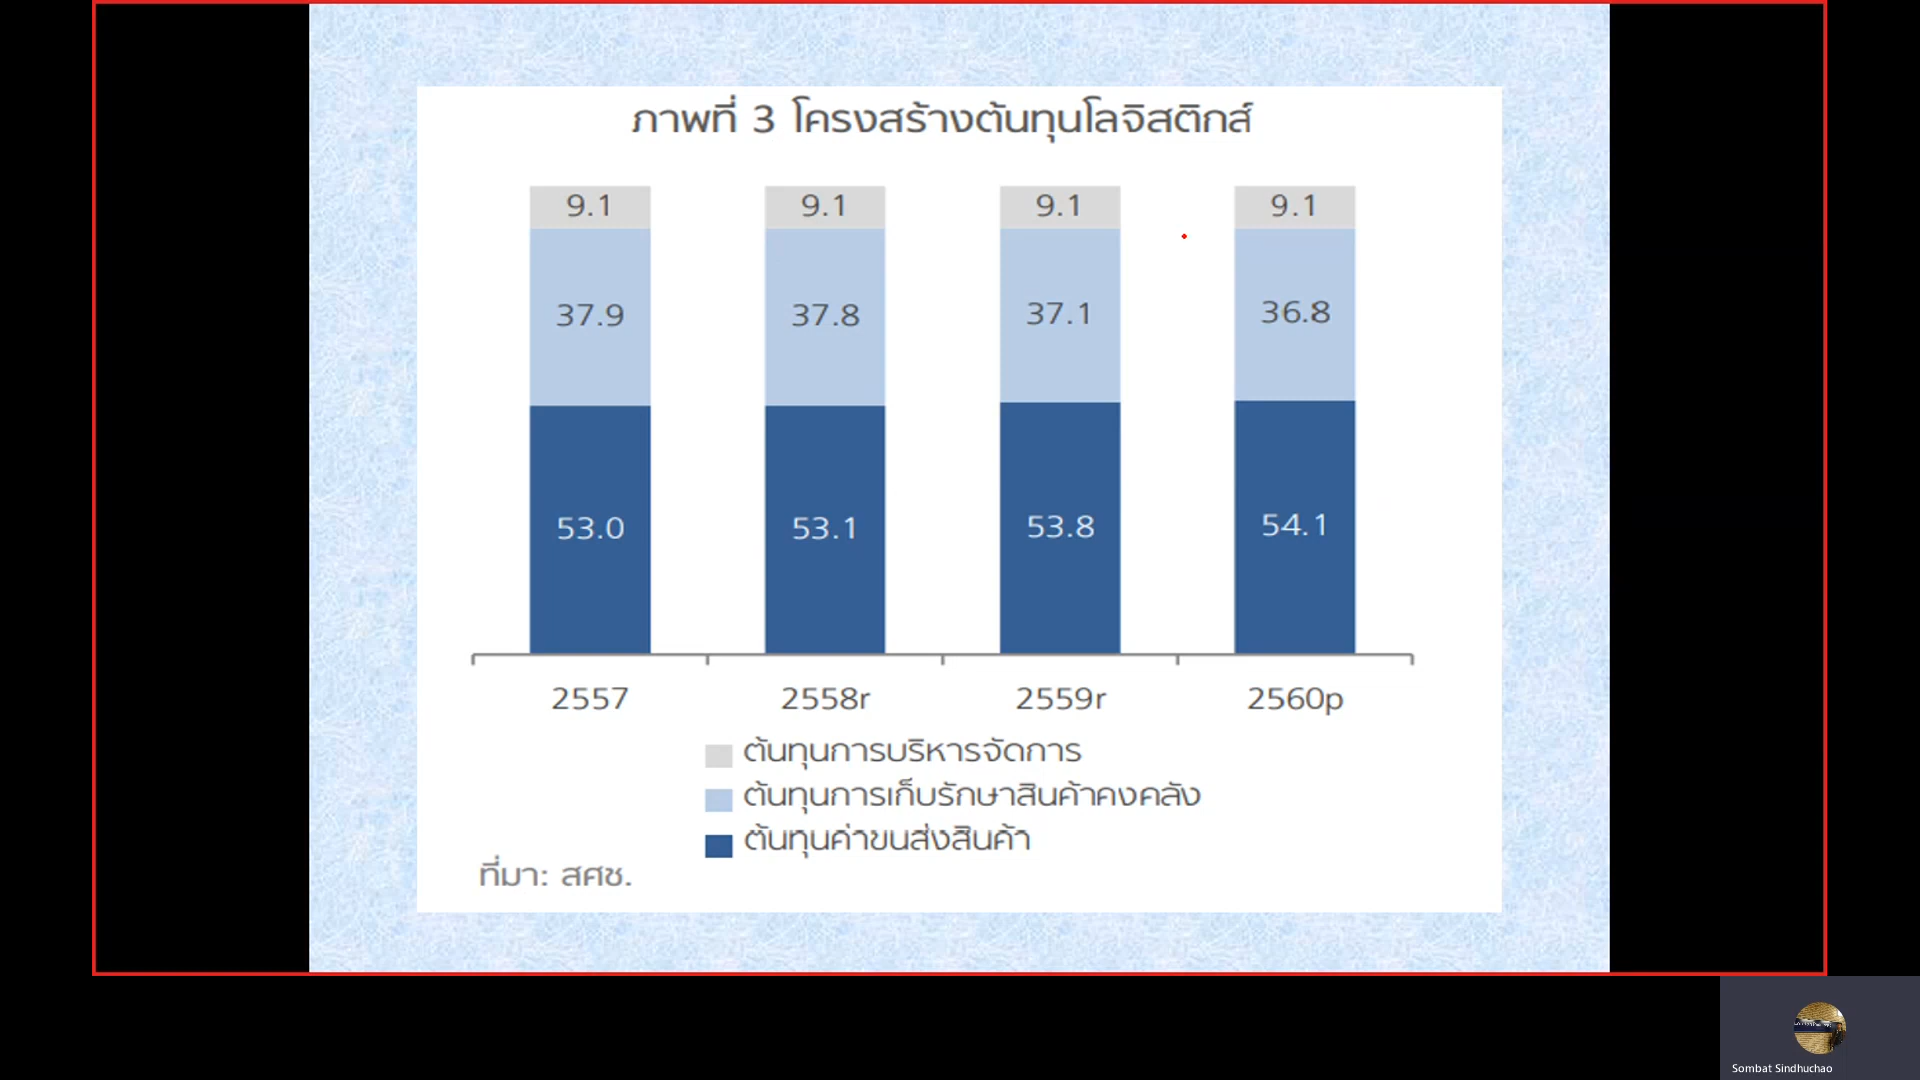 ภาพที่ 3 โครงสร้างต้นทุนโลจิสติกส์
9.1 9.1 9.1 9.1
37.9 37.8 37.1 36.8
53.0 53.1 53.8 54.1
2557 2558r 2559r 2560p
ต้นทุนการบริหารจัดการ
ต้นทุนการเก็บรักษาสินค้าคงคลัง
ต้นทุนค่าขนส่งสินค้า
ที่มา: สศช.
Sombat Sindhuchao